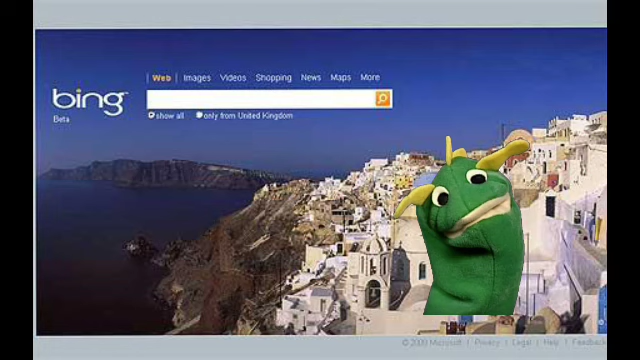 Web | Images Videos Shopping News Maps More
bing
Beta
show all only from United Kingdom
© 2009 Microsoft | Privacy | Legal | Help | Feedback